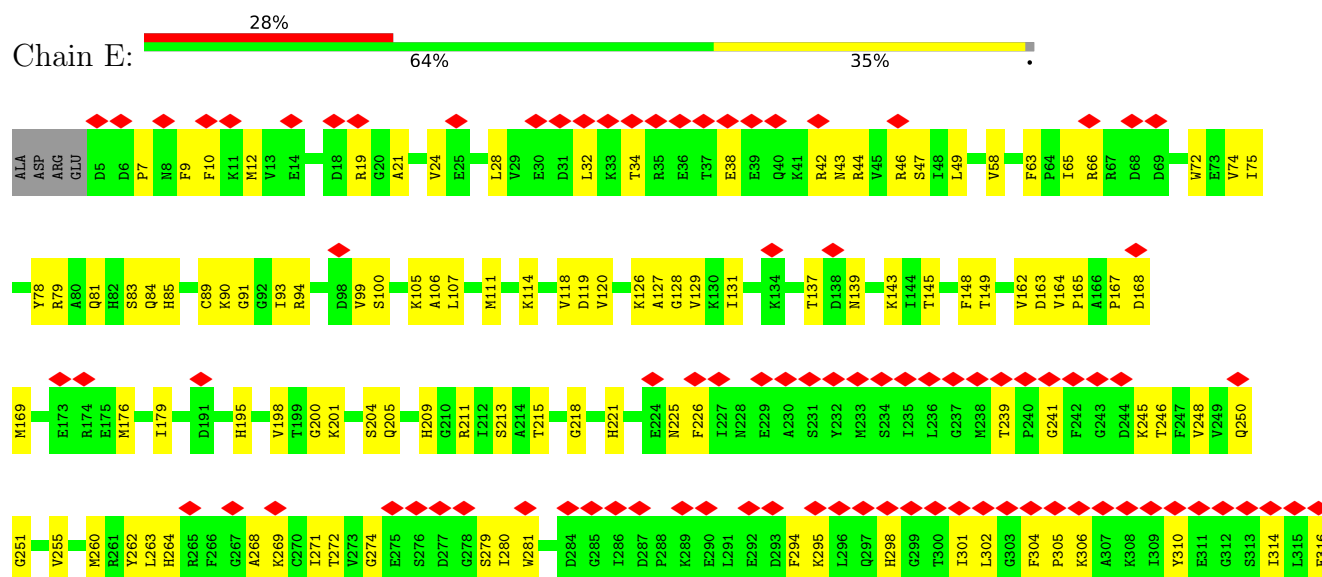 28%
Chain E:
64% 35% •
ALA ASP ARG GLU D5 D6 P7 N8 F9 F10 K11 M12 V13 E14 D18 R19 G20 A21 V24 E25 L28 V29 E30 D31 L32 K33 T34 R35 E36 T37 E38 E39 Q40 K41 R42 N43 R44 V45 R46 S47 I48 L49 V58 F63 P64 I65 R66 R67 D68 D69 W72 E73 V74 I75
Y78 R79 A80 Q81 H82 S83 Q84 H85 C89 K90 G91 G92 I93 R94 D98 V99 S100 K105 A106 L107 M111 K114 V118 D119 V120 K126 A127 G128 V129 K130 I131 K134 T137 D138 N139 K143 I144 T145 F148 T149 V162 D163 V164 P165 A166 P167 D168
M169 E173 R174 E175 M176 I179 D191 H195 V198 T199 G200 K201 S204 Q205 H209 G210 R211 I212 S213 A214 T215 G218 H221 E224 N225 F226 I227 N228 E229 A230 S231 Y232 M233 S234 I235 L236 G237 M238 T239 P240 G241 F242 G243 D244 K245 T246 F247 V248 V249 Q250
G251 V255 M260 R261 Y262 L263 H264 R265 F266 G267 A268 K269 C270 I271 T272 V273 G274 E275 S276 D277 G278 S279 I280 W281 D284 G285 I286 D287 P288 K289 E290 L291 E292 D293 F294 K295 L296 Q297 H298 G299 T300 I301 L302 G303 F304 P305 K306 A307 K308 I309 Y310 E311 G312 S313 I314 L315